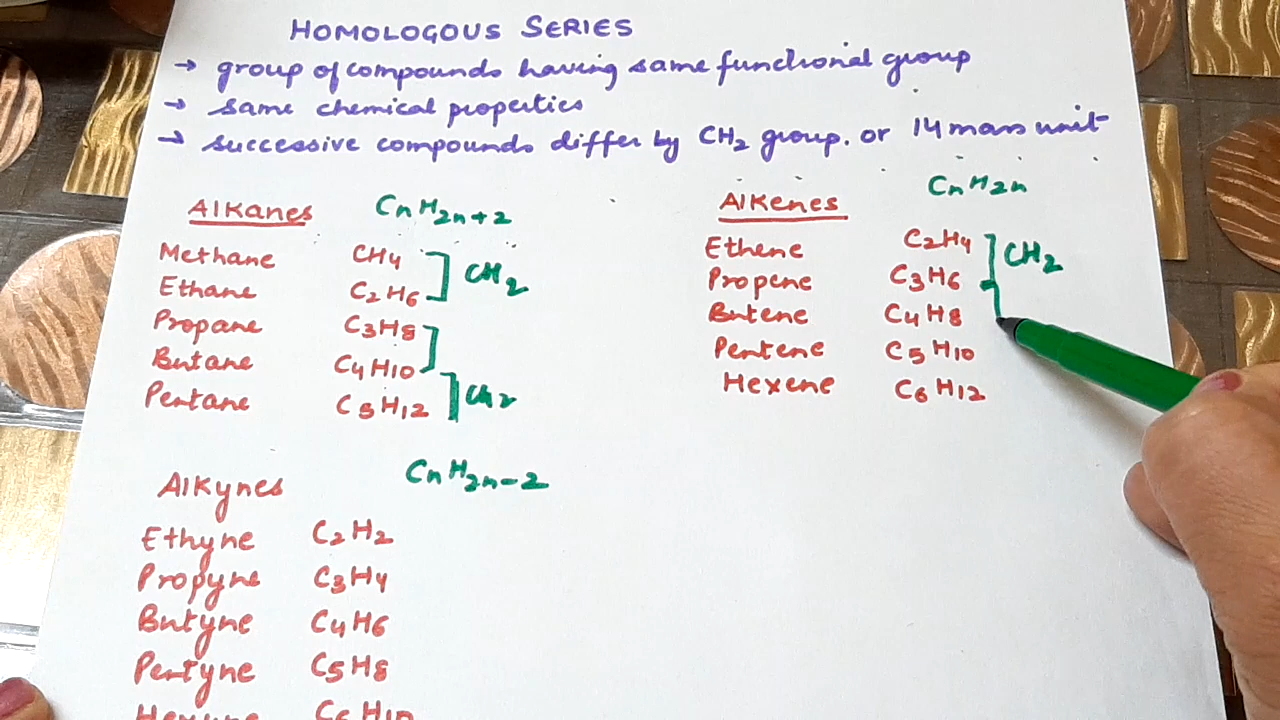 HOMOLOGOUS SERIES
→ group of compounds having same functional group
→ same chemical properties
→ successive compounds differ by CH2 group. or 14 mass unit
Alkanes CnH2n+2
Methane CH4
Ethane C2H6
CH2
Propane C3H8
Butane C4H10
Pentane C5H12
CH2
Alkenes CnH2n
Ethene C2H4
CH2
Propene C3H6
Butene C4H8
Pentene C5H10
Hexene C6H12
Alkynes CnH2n-2
Ethyne C2H2
Propyne C3H4
Butyne C4H6
Pentyne C5H8
Hexyne C6H10